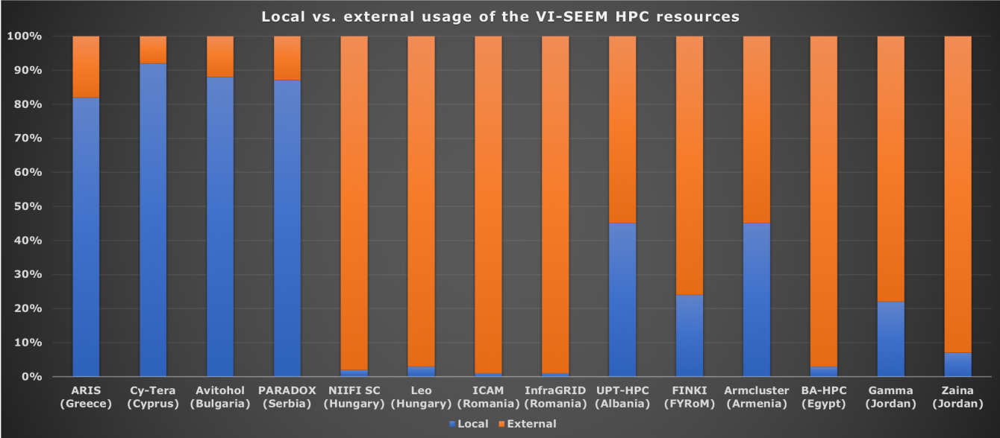 Local vs. external usage of the VI-SEEM HPC resources
100%
90%
80%
70%
60%
50%
40%
30%
20%
10%
0%
ARIS Cy-Tera Avitohol PARADOX NIIFI SC Leo ICAM InfraGRID UPT-HPC FINKI Armcluster BA-HPC Gamma Zaina
(Greece) (Cyprus) (Bulgaria) (Serbia) (Hungary) (Hungary) (Romania) (Romania) (Albania) (FYRoM) (Armenia) (Egypt) (Jordan) (Jordan)
Local External